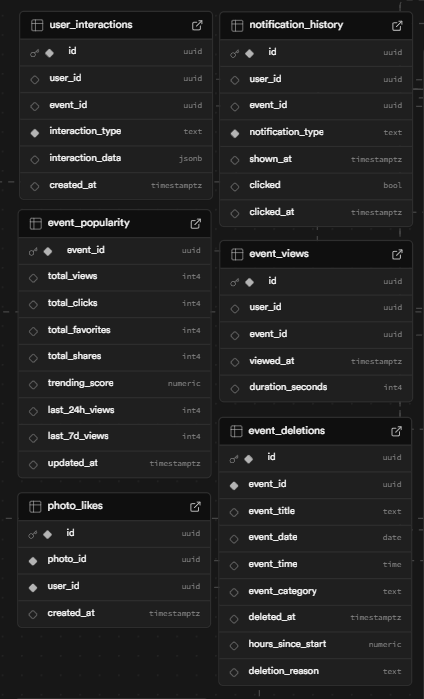 user_interactions
id uuid
user_id uuid
event_id uuid
interaction_type text
interaction_data jsonb
created_at timestamptz
notification_history
id uuid
user_id uuid
event_id uuid
notification_type text
shown_at timestamptz
clicked bool
clicked_at timestamptz
event_popularity
event_id uuid
total_views int4
total_clicks int4
total_favorites int4
total_shares int4
trending_score numeric
last_24h_views int4
last_7d_views int4
updated_at timestamptz
event_views
id uuid
user_id uuid
event_id uuid
viewed_at timestamptz
duration_seconds int4
photo_likes
id uuid
photo_id uuid
user_id uuid
created_at timestamptz
event_deletions
id uuid
event_id uuid
event_title text
event_date date
event_time time
event_category text
deleted_at timestamptz
hours_since_start numeric
deletion_reason text